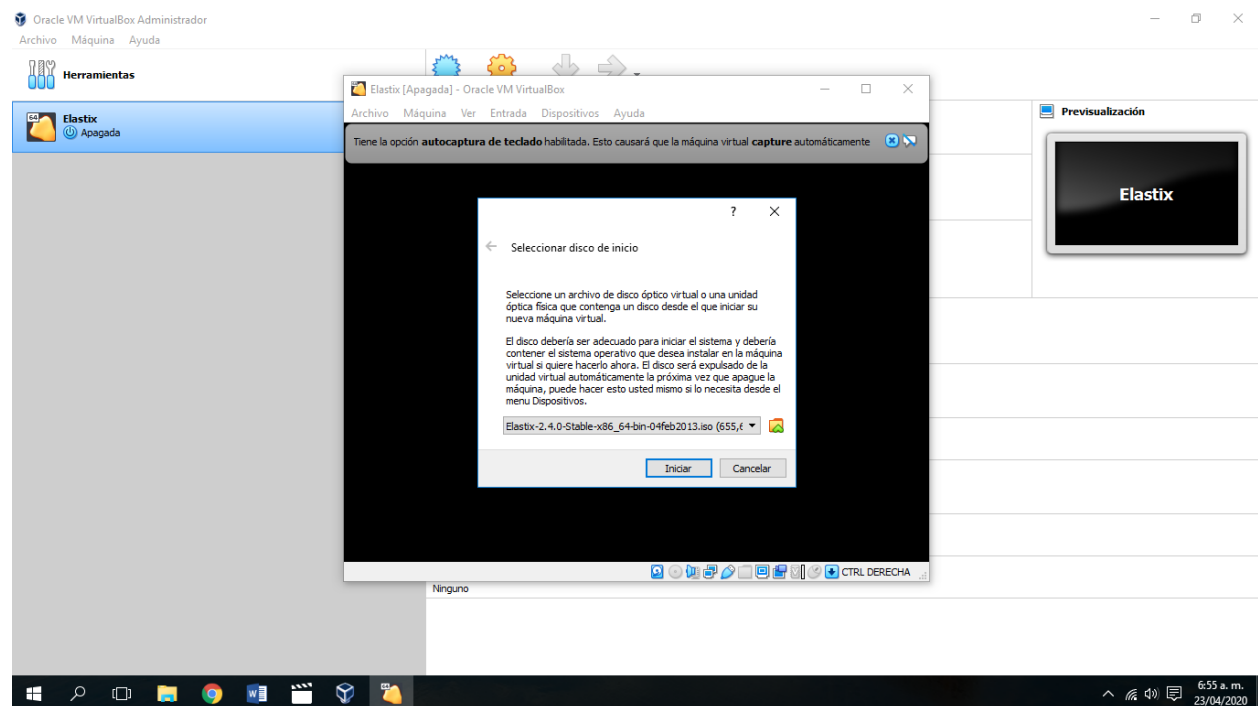 Oracle VM VirtualBox Administrador
Archivo Máquina Ayuda
Herramientas
64
Elastix
Apagada
Elastix [Apagada] - Oracle VM VirtualBox
Archivo Máquina Ver Entrada Dispositivos Ayuda
Tiene la opción autocaptura de teclado habilitada. Esto causará que la máquina virtual capture automáticamente
?
Seleccionar disco de inicio
Seleccione un archivo de disco óptico virtual o una unidad
óptica física que contenga un disco desde el que iniciar su
nueva máquina virtual.
El disco debería ser adecuado para iniciar el sistema y debería
contener el sistema operativo que desea instalar en la máquina
virtual si quiere hacerlo ahora. El disco será expulsado de la
unidad virtual automáticamente la próxima vez que apague la
máquina, puede hacer esto usted mismo si lo necesita desde el
menu Dispositivos.
Elastix-2.4.0-Stable-x86_64-bin-04feb2013.iso (655,6
Iniciar Cancelar
CTRL DERECHA
Previsualización
Elastix
Ninguno
6:55 a. m.
23/04/2020